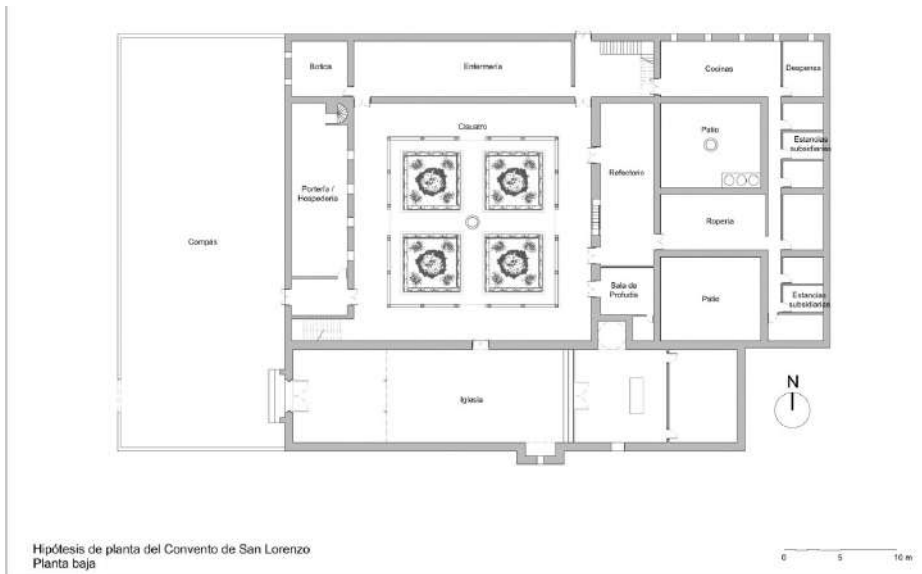 Botica
Enfermería
Cocinas
Despensa
Claustro
Patio
Estancias
subsidiarias
Refectorio
Portería /
Hospedería
Ropería
Compás
Sala de
Profudis
Patio
Estancias
subsidiarias
Iglesia
N
Hipótesis de planta del Convento de San Lorenzo
Planta baja
0 5 10 m